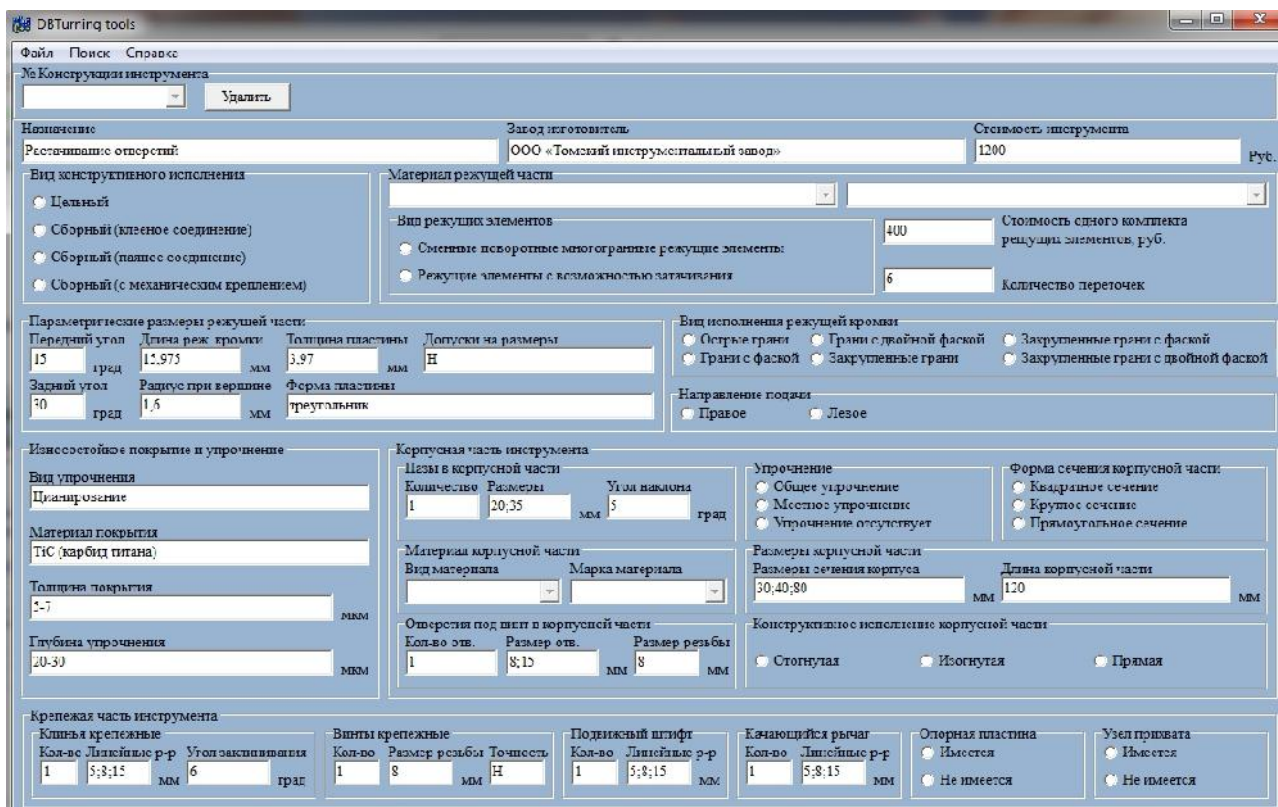 DBTurning tools
Файл Поиск Справка
№ Конструкции инструмента
Удалить
Назначение Завод изготовитель Стоимость инструмента
Растачивание отверстий ООО «Томский инструментальный завод» 1200 Руб.
Вид конструктивного исполнения Материал режущей части
Цельный
Сборный (клееное соединение)
Сборный (паяное соединение)
Сборный (с механическим креплением)
Вид режущих элементов
Сменные поворотные многогранные режущие элементы
Режущие элементы с возможностью затачивания
400 Стоимость одного комплекта
рещущих элементов, руб.
6 Количество переточек
Параметрические размеры режущей части
Передний угол Длина реж. кромки Толщина пластины Допуски на размеры
15 град 15,975 мм 3,97 мм H
Задний угол Радиус при вершине Форма пластины
30 град 1,6 мм треугольник
Вид исполнения режущей кромки
Острые грани Грани с двойной фаской Закругленные грани с фаской
Грани с фаской Закругленные грани Закругленные грани с двойной фаской
Направление подачи
Правое Левое
Износостойкое покрытие и упрочнение
Вид упрочнения
Цианирование
Материал покрытия
TiC (карбид титана)
Толщина покрытия
5-7 мкм
Глубина упрочнения
20-30 мкм
Корпусная часть инструмента
Пазы в корпусной части
Количество Размеры Угол наклона
1 20;35 мм 5 град
Упрочнение
Общее упрочнение
Местное упрочнение
Упрочнение отсутствует
Форма сечения корпусной части
Квадратное сечение
Круглое сечение
Прямоугольное сечение
Материал корпусной части
Вид материала Марка материала
Размеры корпусной части
Размеры сечения корпуса Длина корпусной части
30;40;80 мм 120 мм
Отверстия под винт в корпусной части
Кол-во отв. Размер отв. Размер резьбы
1 8;15 мм 8 мм
Конструктивное исполнение корпусной части
Отогнутая Изогнутая Прямая
Крепежая часть инструмента
Клинья крепежные
Кол-во Линейные р-р Угол заклинивания
1 5;8;15 мм 6 град
Винты крепежные
Кол-во Размер резьбы Точность
1 8 мм H
Подвижный штифт
Кол-во Линейные р-р
1 5;8;15 мм
Качающийся рычаг
Кол-во Линейные р-р
1 5;8;15 мм
Опорная пластина
Имеется
Не имеется
Узел прихвата
Имеется
Не имеется